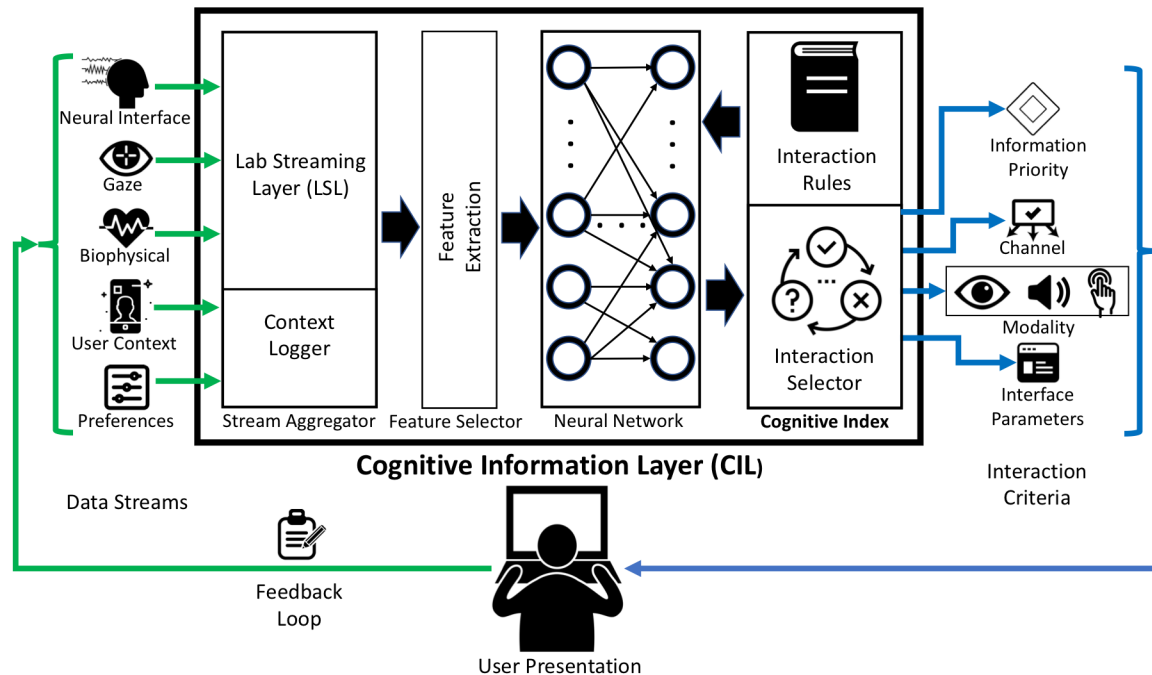 Neural Interface
Gaze
Biophysical
User Context
Preferences
Data Streams
Lab Streaming
Layer (LSL)
Context
Logger
Stream Aggregator
Feature
Extraction
Feature Selector
Neural Network
Interaction
Rules
?
...
Interaction
Selector
Cognitive Index
Cognitive Information Layer (CIL)
Information
Priority
Channel
Modality
Interface
Parameters
Interaction
Criteria
Feedback
Loop
User Presentation